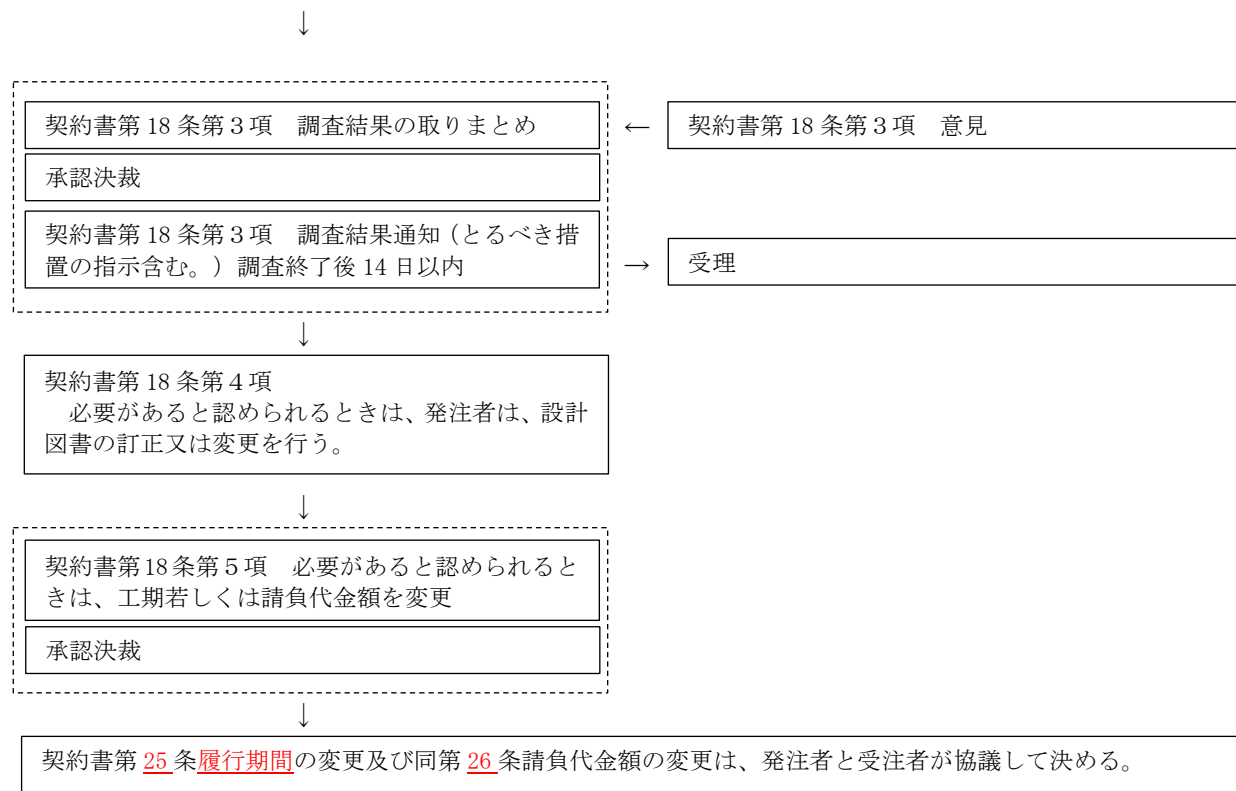 ↓
契約書第 18 条第３項　調査結果の取りまとめ
←
契約書第 18 条第３項　意見
承認決裁
契約書第 18 条第３項　調査結果通知（とるべき措
置の指示含む。）調査終了後 14 日以内
→
受理
↓
契約書第 18 条第４項
　必要があると認められるときは、発注者は、設計
図書の訂正又は変更を行う。
↓
契約書第 18 条第５項　必要があると認められると
きは、工期若しくは請負代金額を変更
承認決裁
↓
契約書第 25 条履行期間の変更及び同第 26 条請負代金額の変更は、発注者と受注者が協議して決める。